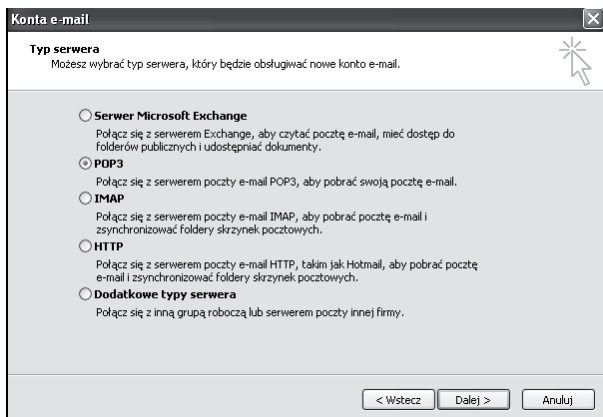 Konta e-mail
Typ serwera
Możesz wybrać typ serwera, który będzie obsługiwać nowe konto e-mail.
Serwer Microsoft Exchange
Połącz się z serwerem Exchange, aby czytać pocztę e-mail, mieć dostęp do
folderów publicznych i udostępniać dokumenty.
POP3
Połącz się z serwerem poczty e-mail POP3, aby pobrać swoją pocztę e-mail.
IMAP
Połącz się z serwerem poczty e-mail IMAP, aby pobrać pocztę e-mail i
zsynchronizować foldery skrzynek pocztowych.
HTTP
Połącz się z serwerem poczty e-mail HTTP, takim jak Hotmail, aby pobrać pocztę
e-mail i zsynchronizować foldery skrzynek pocztowych.
Dodatkowe typy serwera
Połącz się z inną grupą roboczą lub serwerem poczty innej firmy.
< Wstecz Dalej > Anuluj